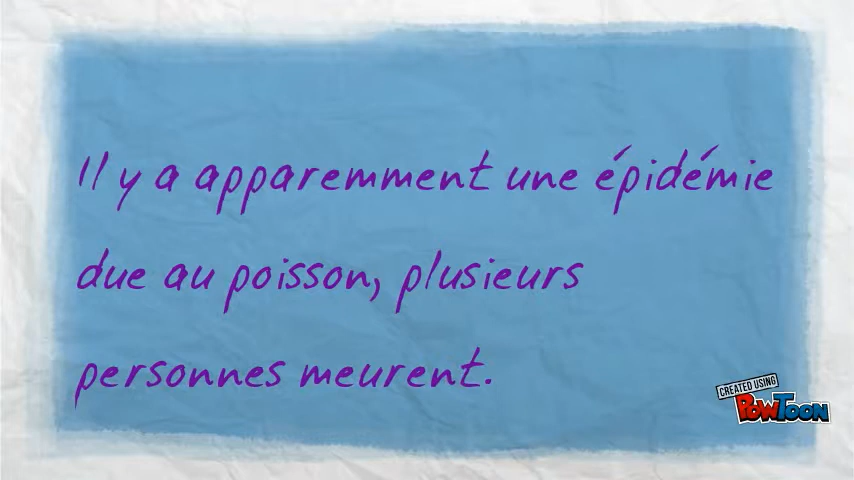 Il y a apparemment une épidémie
due au poisson, plusieurs
personnes meurent.
CREATED USING
POWTOON